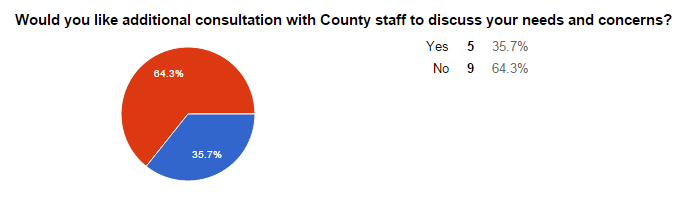 Would you like additional consultation with County staff to discuss your needs and concerns?
Yes 5 35.7%
No 9 64.3%
64.3%
35.7%